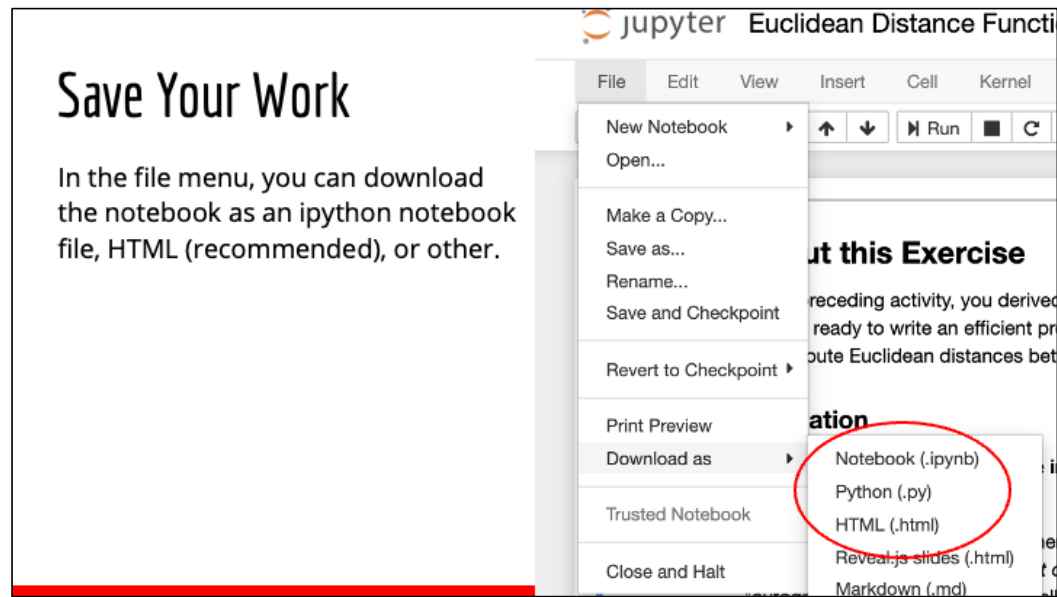 Save Your Work
In the file menu, you can download
the notebook as an ipython notebook
file, HTML (recommended), or other.
jupyter Euclidean Distance Functi
File Edit View Insert Cell Kernel
Run
New Notebook
Open...
Make a Copy...
Save as...
Rename...
Save and Checkpoint
Revert to Checkpoint
Print Preview
Download as
Trusted Notebook
Close and Halt
ut this Exercise
receding activity, you derived
ready to write an efficient pr
oute Euclidean distances bet
ation
Notebook (.ipynb)
Python (.py)
HTML (.html)
Reveal.js slides (.html)
Markdown (.md)